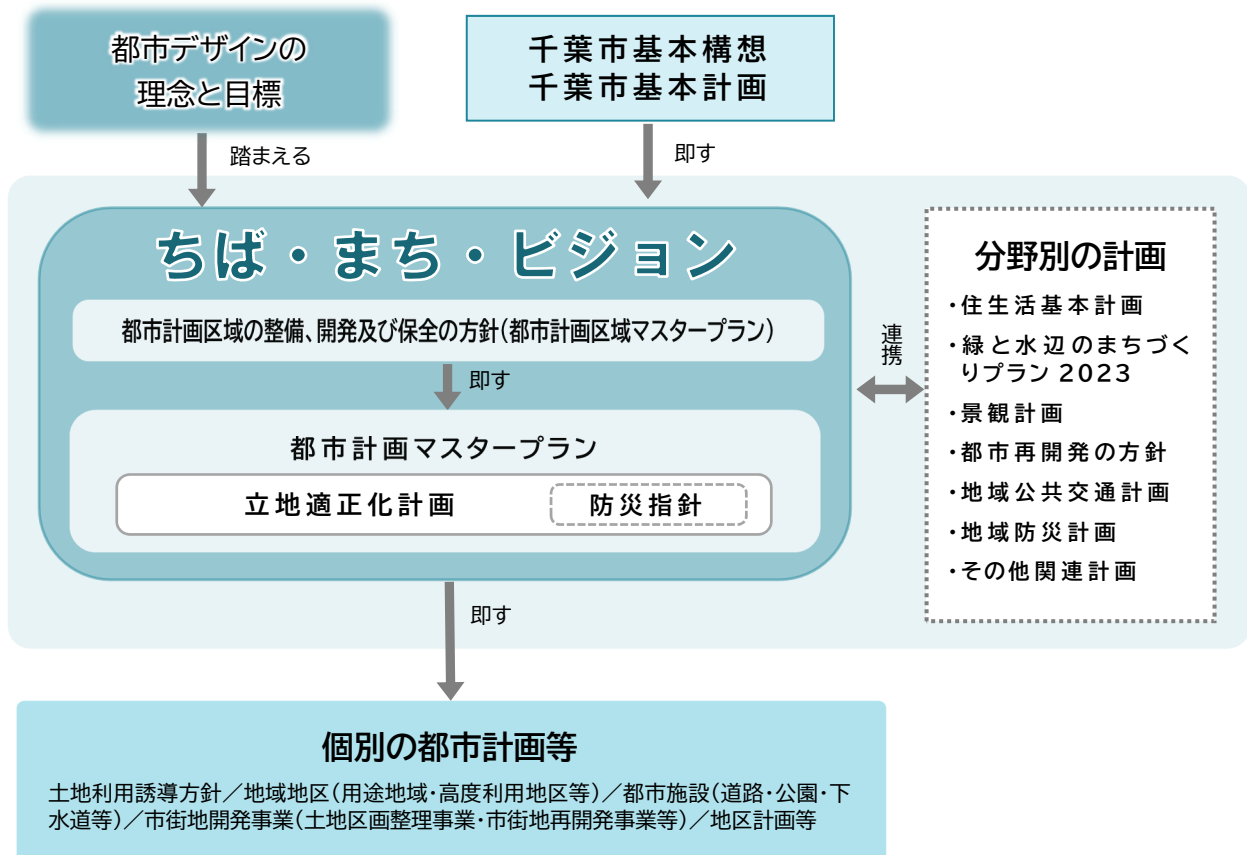 都市デザインの
理念と目標
千葉市基本構想
千葉市基本計画
踏まえる
即す
ちば・まち・ビジョン
都市計画区域の整備、開発及び保全の方針(都市計画区域マスタープラン)
即す
都市計画マスタープラン
立地適正化計画
防災指針
連携
分野別の計画
・住生活基本計画
・緑と水辺のまちづく
りプラン 2023
・景観計画
・都市再開発の方針
・地域公共交通計画
・地域防災計画
・その他関連計画
即す
個別の都市計画等
土地利用誘導方針／地域地区(用途地域・高度利用地区等)／都市施設(道路・公園・下
水道等)／市街地開発事業(土地区画整理事業・市街地再開発事業等)／地区計画等